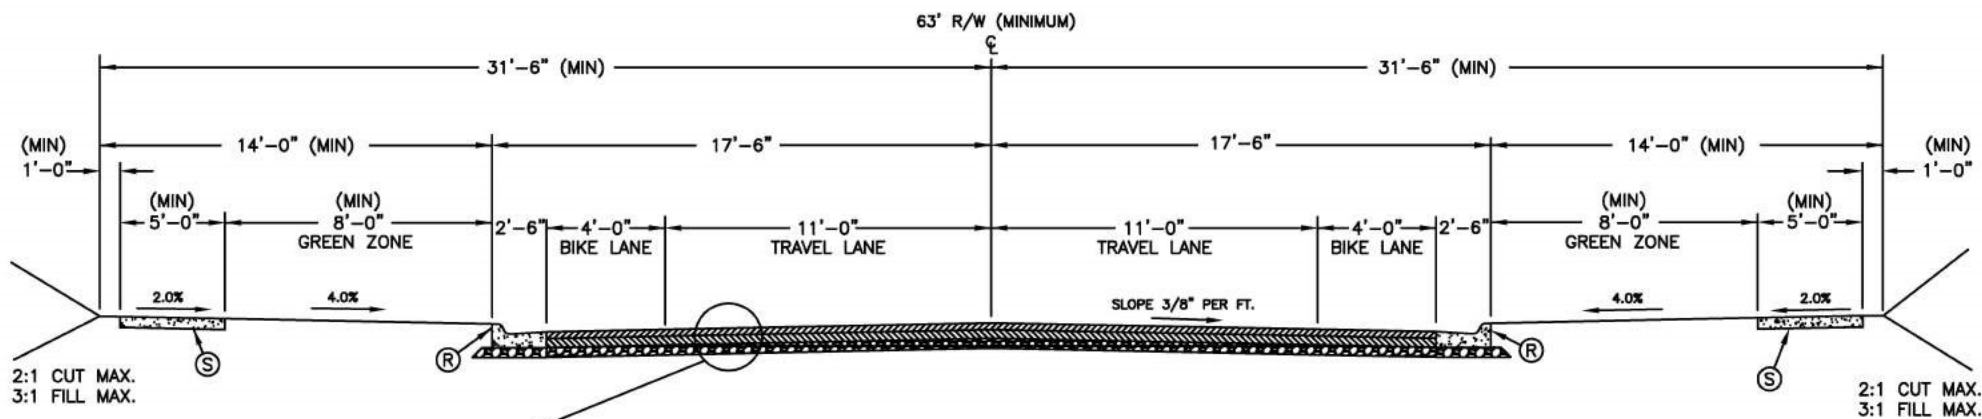 63' R/W (MINIMUM)
℄
31'-6" (MIN)
31'-6" (MIN)
(MIN)
1'-0"
14'-0" (MIN)
17'-6"
17'-6"
14'-0" (MIN)
(MIN)
1'-0"
(MIN)
5'-0"
(MIN)
8'-0"
GREEN ZONE
2'-6"
4'-0"
BIKE LANE
11'-0"
TRAVEL LANE
11'-0"
TRAVEL LANE
4'-0"
BIKE LANE
2'-6"
(MIN)
8'-0"
GREEN ZONE
(MIN)
5'-0"
2.0%
4.0%
SLOPE 3/8" PER FT.
4.0%
2.0%
S
R
R
S
2:1 CUT MAX.
3:1 FILL MAX.
2:1 CUT MAX.
3:1 FILL MAX.